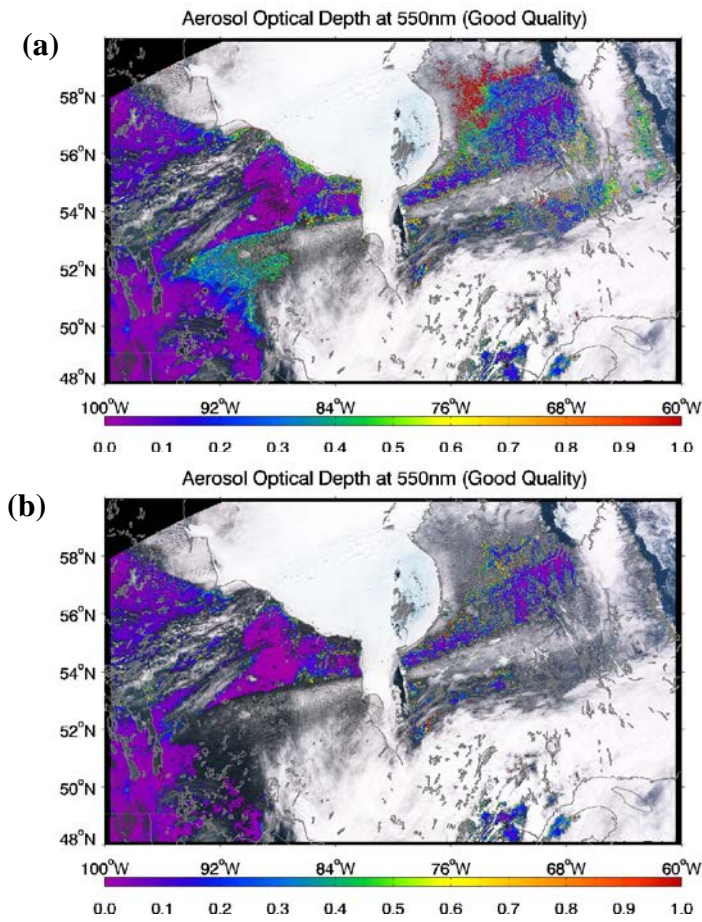 Aerosol Optical Depth at 550nm (Good Quality)
(a)
58°N
56°N
54°N
52°N
50°N
48°N
100°W 92°W 84°W 76°W 68°W 60°W
0.0 0.1 0.2 0.3 0.4 0.5 0.6 0.7 0.8 0.9 1.0
Aerosol Optical Depth at 550nm (Good Quality)
(b)
58°N
56°N
54°N
52°N
50°N
48°N
100°W 92°W 84°W 76°W 68°W 60°W
0.0 0.1 0.2 0.3 0.4 0.5 0.6 0.7 0.8 0.9 1.0